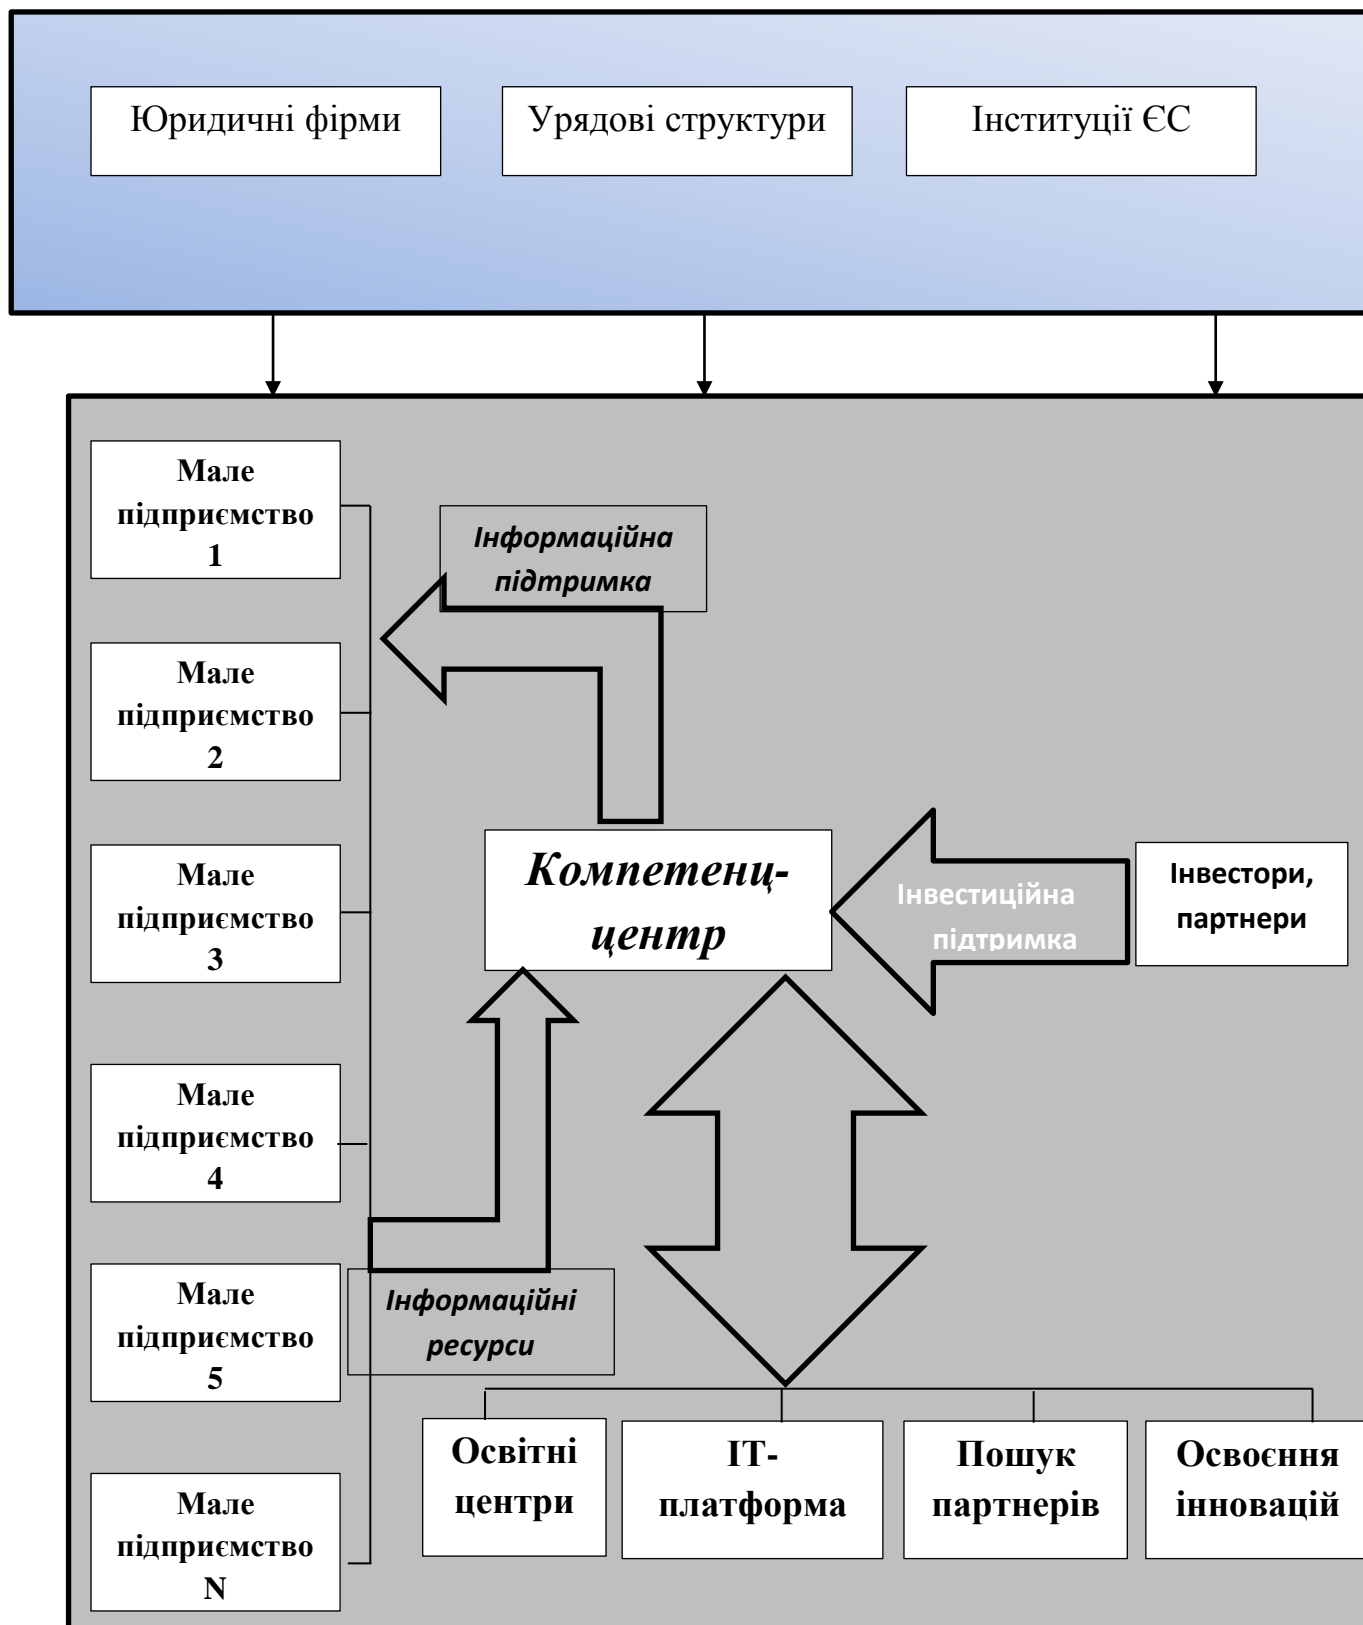 Юридичні фірми
Урядові структури
Інституції ЄС
Мале
підприємство
1
Інформаційна
підтримка
Мале
підприємство
2
Мале
підприємство
3
Компетенц-
центр
Інвестиційна
підтримка
Інвестори,
партнери
Мале
підприємство
4
Мале
підприємство
5
Інформаційні
ресурси
Освітні
центри
ІТ-
платформа
Пошук
партнерів
Освоєння
інновацій
Мале
підприємство
N